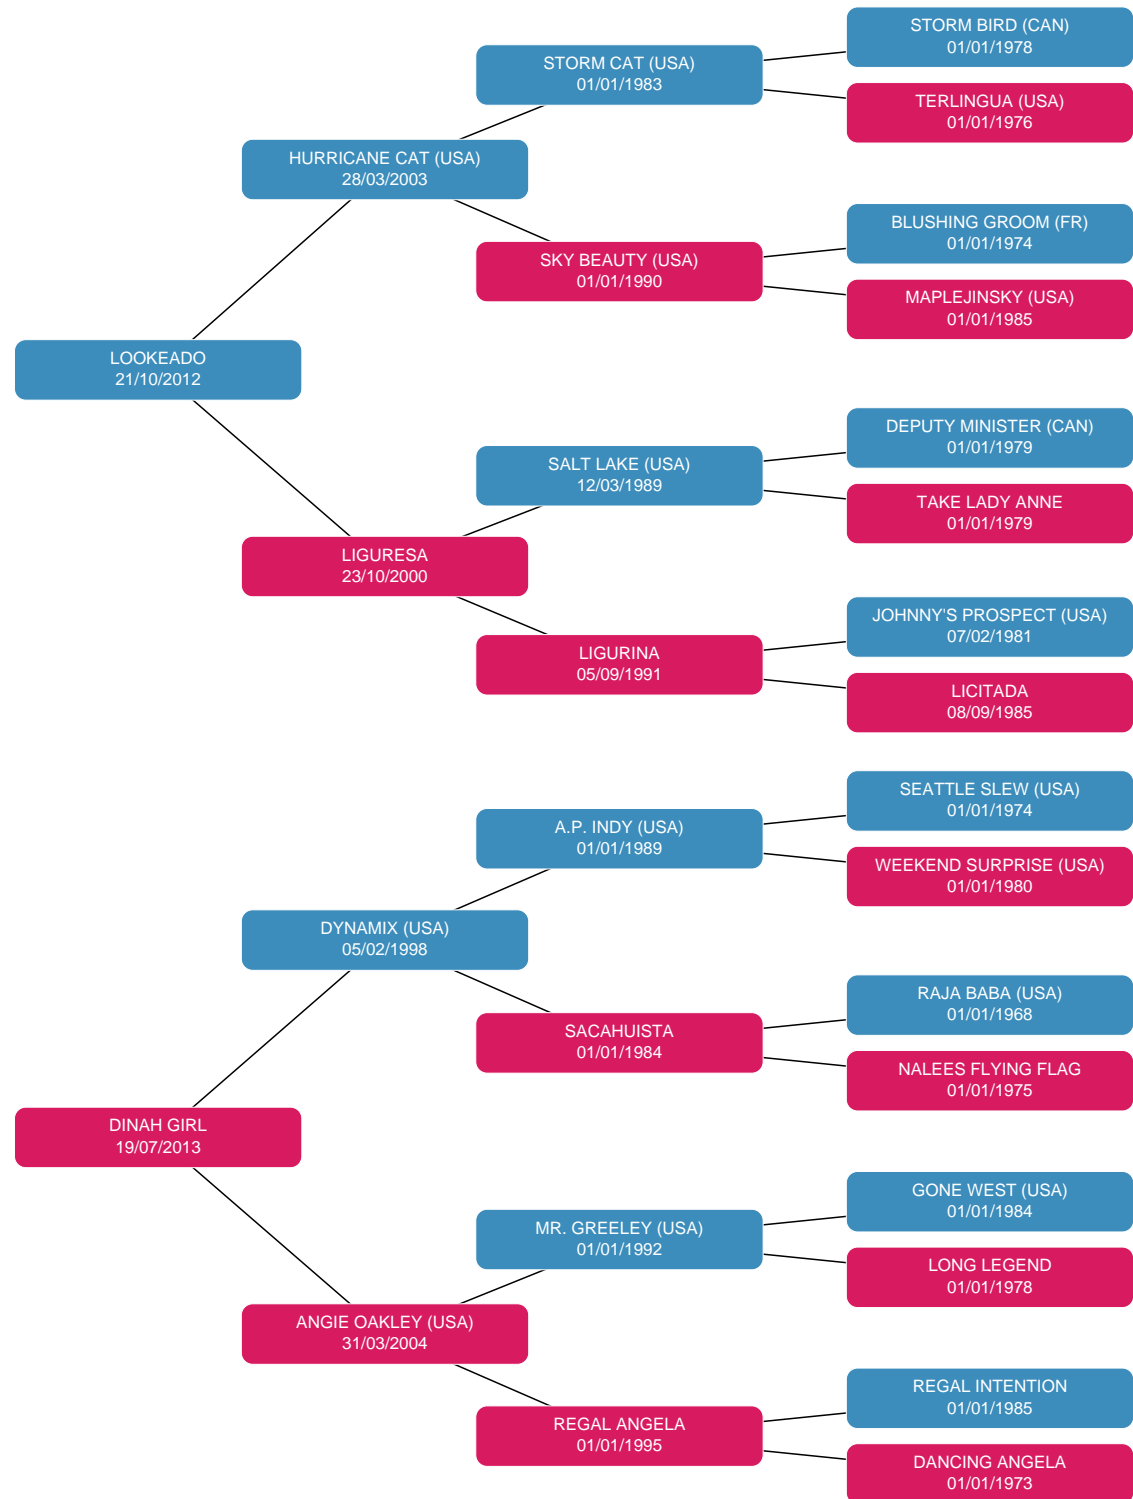 STORM BIRD (CAN)
01/01/1978
STORM CAT (USA)
01/01/1983
TERLINGUA (USA)
01/01/1976
HURRICANE CAT (USA)
28/03/2003
BLUSHING GROOM (FR)
01/01/1974
SKY BEAUTY (USA)
01/01/1990
MAPLEJINSKY (USA)
01/01/1985
LOOKEADO
21/10/2012
DEPUTY MINISTER (CAN)
01/01/1979
SALT LAKE (USA)
12/03/1989
TAKE LADY ANNE
01/01/1979
LIGURESA
23/10/2000
JOHNNY'S PROSPECT (USA)
07/02/1981
LIGURINA
05/09/1991
LICITADA
08/09/1985
SEATTLE SLEW (USA)
01/01/1974
A.P. INDY (USA)
01/01/1989
WEEKEND SURPRISE (USA)
01/01/1980
DYNAMIX (USA)
05/02/1998
RAJA BABA (USA)
01/01/1968
SACAHUISTA
01/01/1984
NALEES FLYING FLAG
01/01/1975
DINAH GIRL
19/07/2013
GONE WEST (USA)
01/01/1984
MR. GREELEY (USA)
01/01/1992
LONG LEGEND
01/01/1978
ANGIE OAKLEY (USA)
31/03/2004
REGAL INTENTION
01/01/1985
REGAL ANGELA
01/01/1995
DANCING ANGELA
01/01/1973